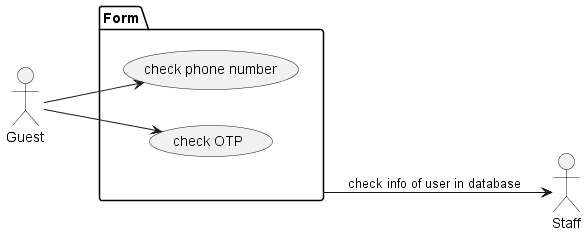 Form
check phone number
Guest
check OTP
check info of user in database
Staff